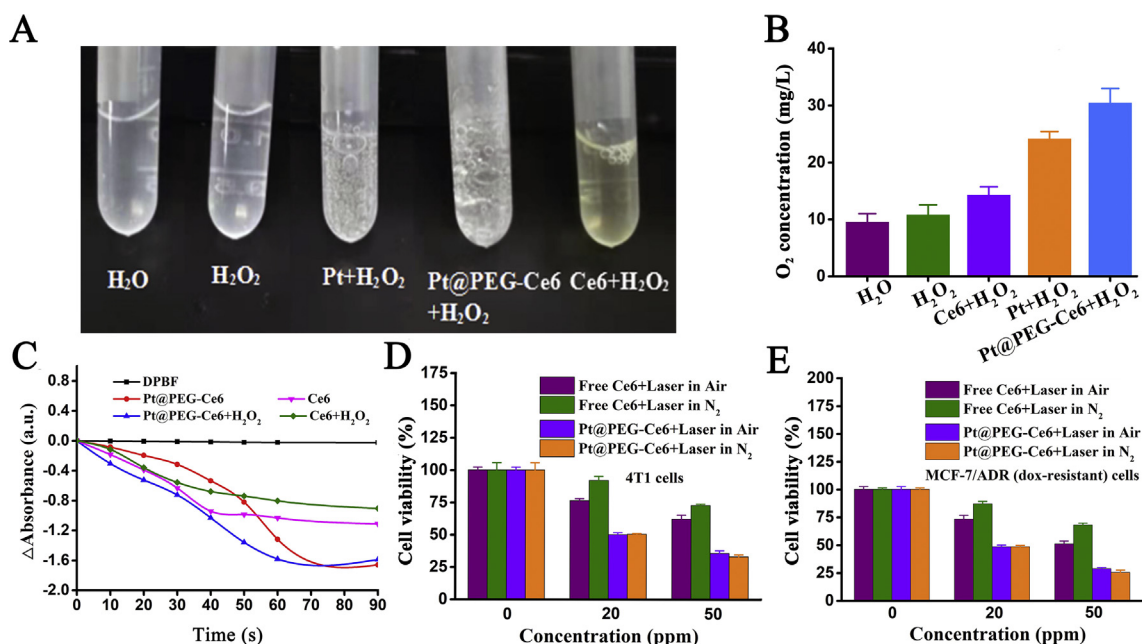 A
H₂O
H₂O₂
Pt+H₂O₂
Pt@PEG-Ce6
+H₂O₂
Ce6+H₂O₂
B
O₂ concentration (mg/L)
40
30
20
10
0
H₂O
H₂O₂
Ce6+H₂O₂
Pt+H₂O₂
Pt@PEG-Ce6+H₂O₂
C
△Absorbance (a.u.)
0.8
0.4
0.0
-0.4
-0.8
-1.2
-1.6
-2.0
DPBF
Pt@PEG-Ce6
Ce6
Pt@PEG-Ce6+H₂O₂
Ce6+H₂O₂
0 10 20 30 40 50 60 70 80 90
Time (s)
D
Cell viability (%)
175
150
125
100
75
50
25
0
Free Ce6+Laser in Air
Free Ce6+Laser in N₂
Pt@PEG-Ce6+Laser in Air
Pt@PEG-Ce6+Laser in N₂
4T1 cells
0 20 50
Concentration (ppm)
E
Cell viability (%)
200
175
150
125
100
75
50
25
0
Free Ce6+Laser in Air
Free Ce6+Laser in N₂
Pt@PEG-Ce6+Laser in Air
Pt@PEG-Ce6+Laser in N₂
MCF-7/ADR (dox-resistant) cells
0 20 50
Concentration (ppm)